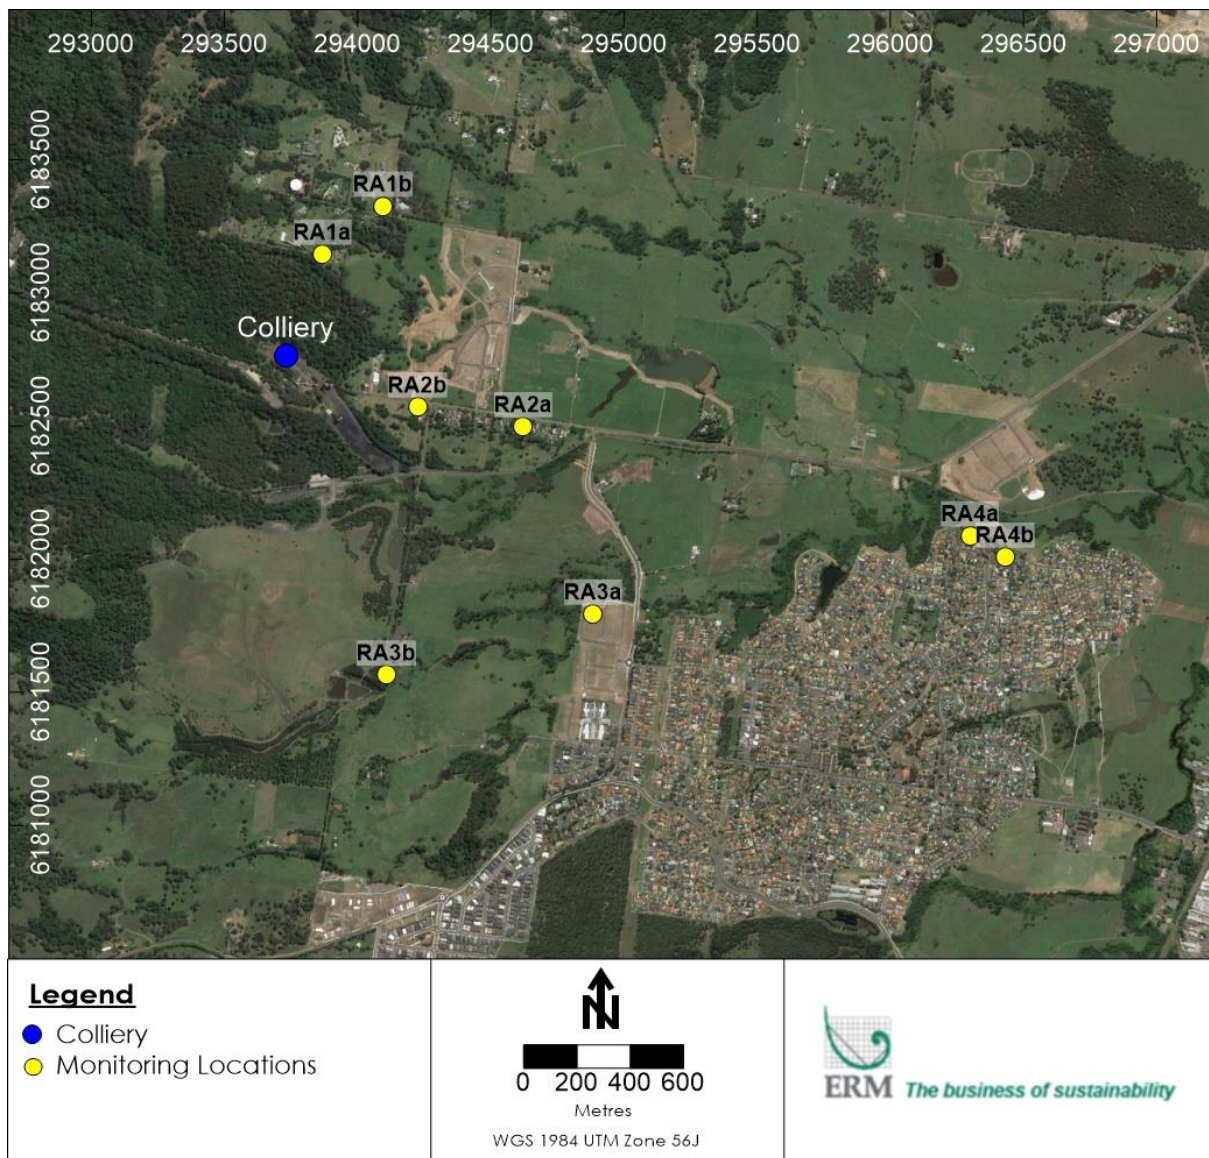 293000 293500 294000 294500 295000 295500 296000 296500 297000
6183500
RA1b
RA1a
6183000
Colliery
RA2b
RA2a
6182500
RA4a
RA4b
6182000
RA3a
RA3b
6181500
6181000
Legend
Colliery
Monitoring Locations
N
0 200 400 600
Metres
WGS 1984 UTM Zone 56J
ERM The business of sustainability